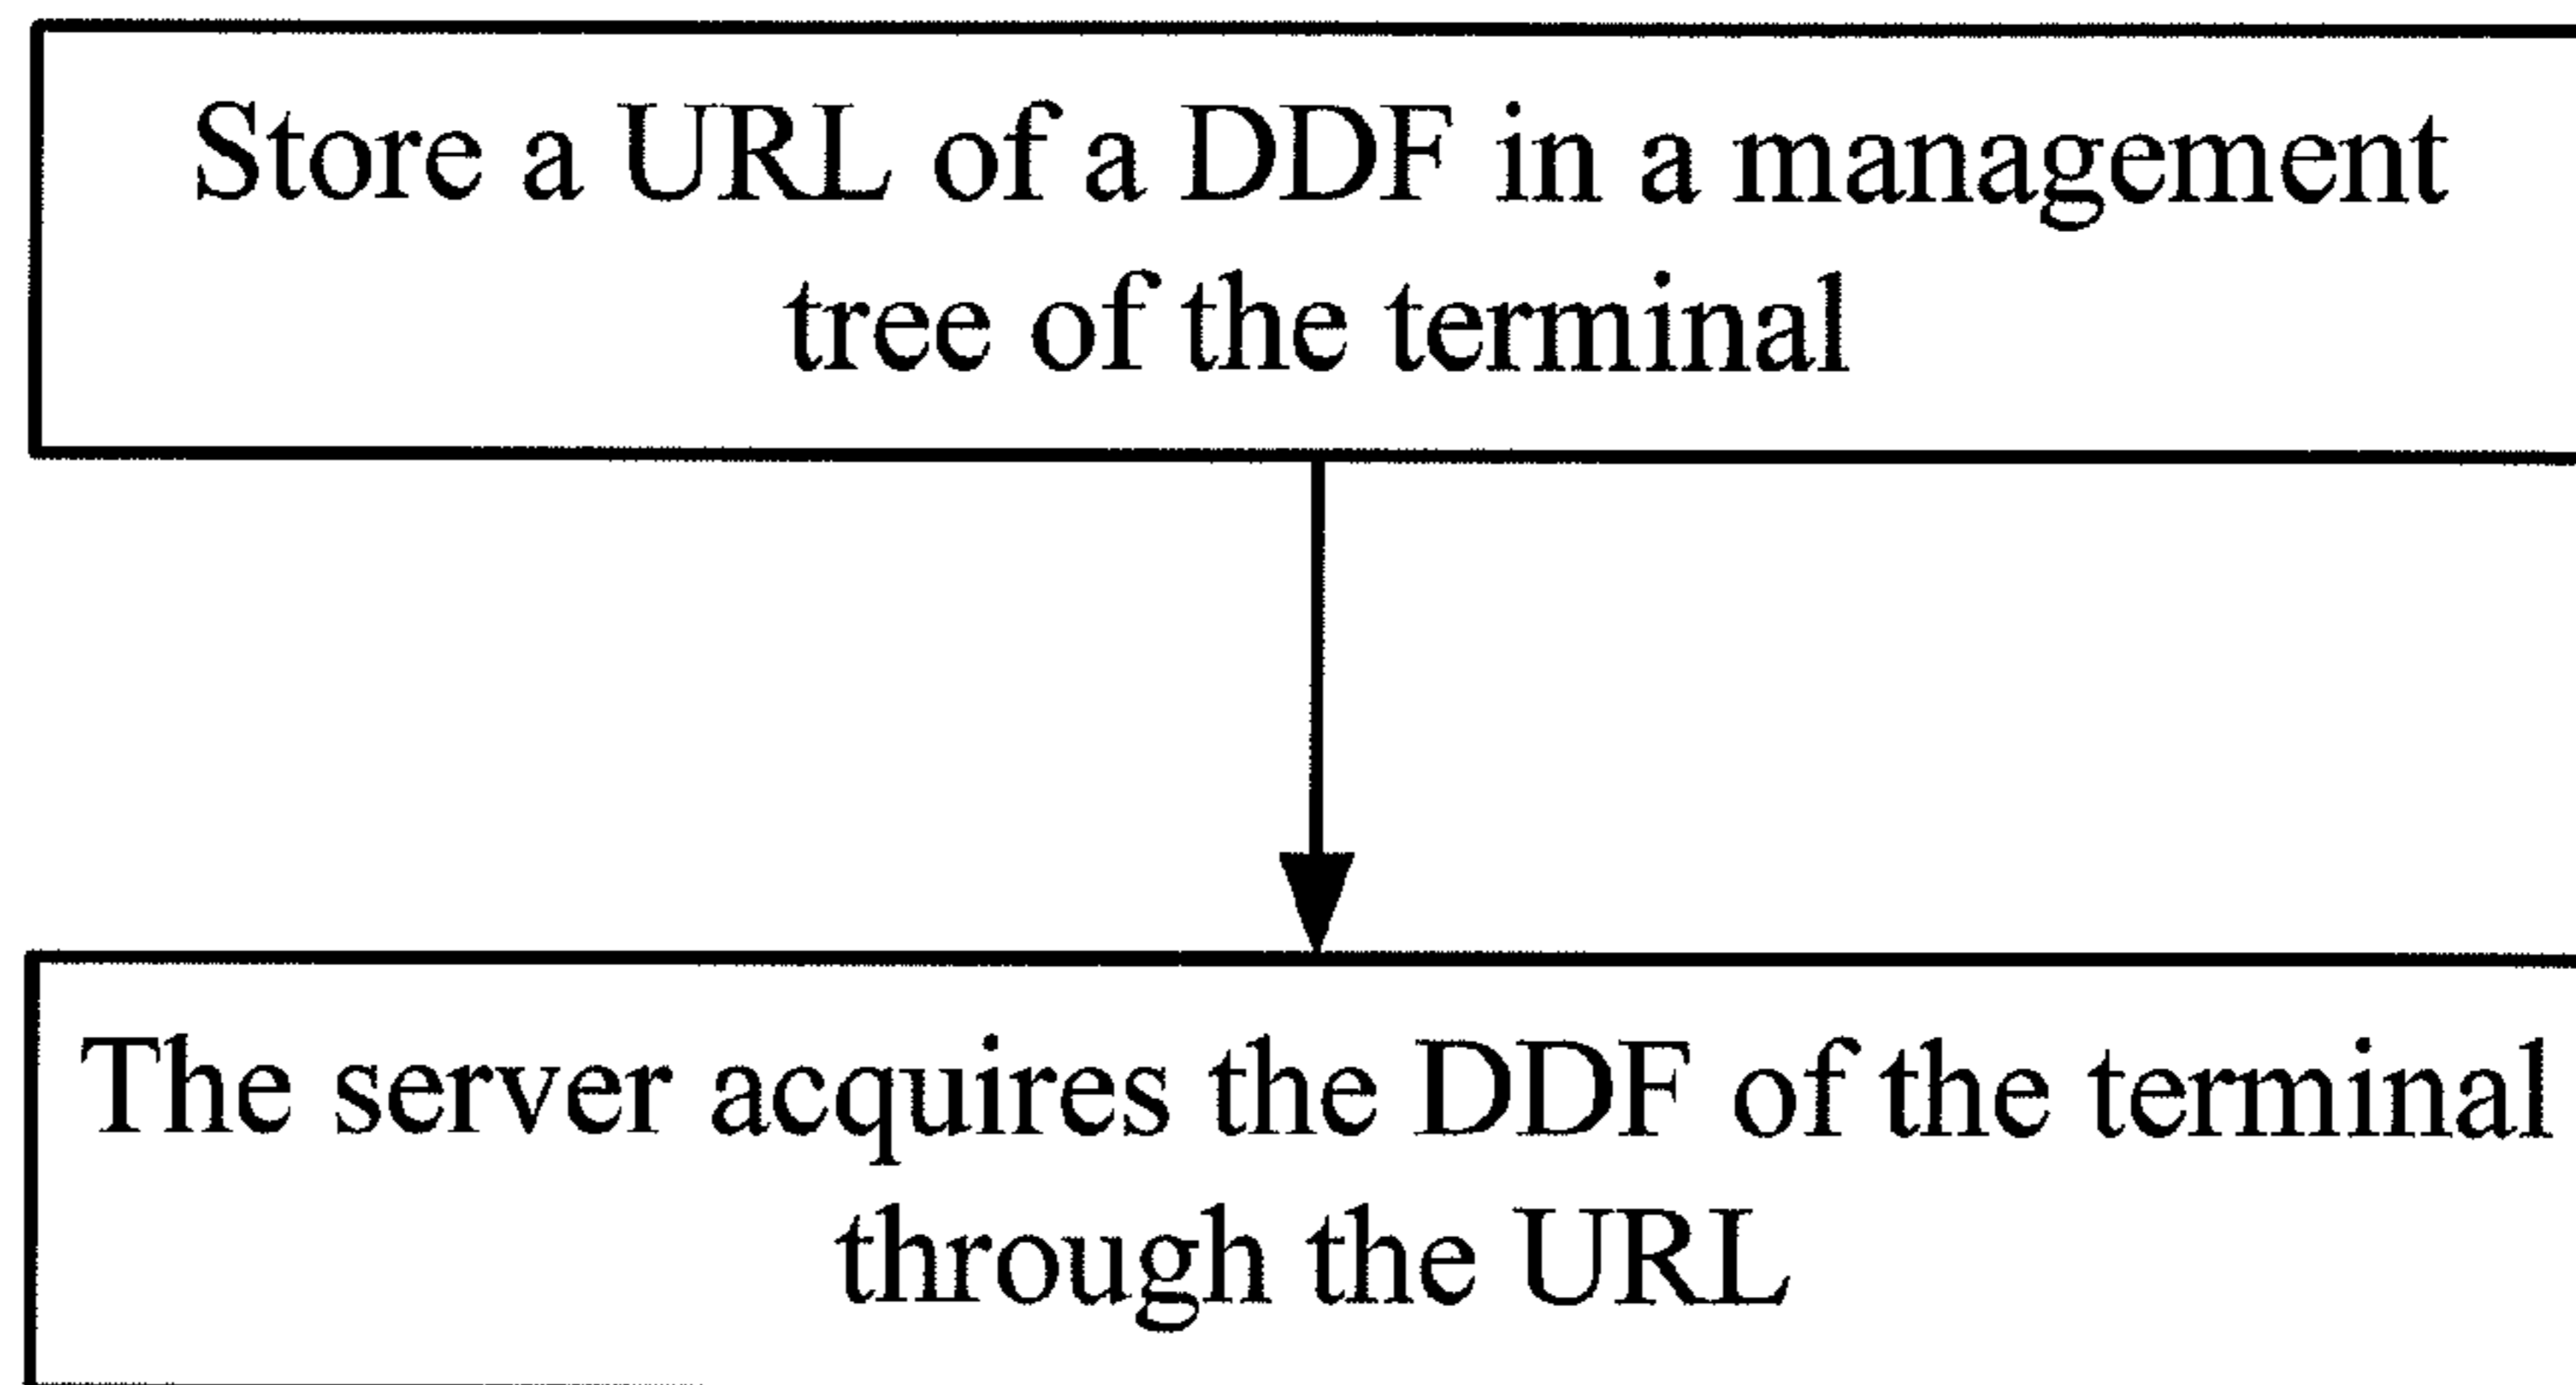 Store a URL of a DDF in a management
tree of the terminal
The server acquires the DDF of the terminal
through the URL